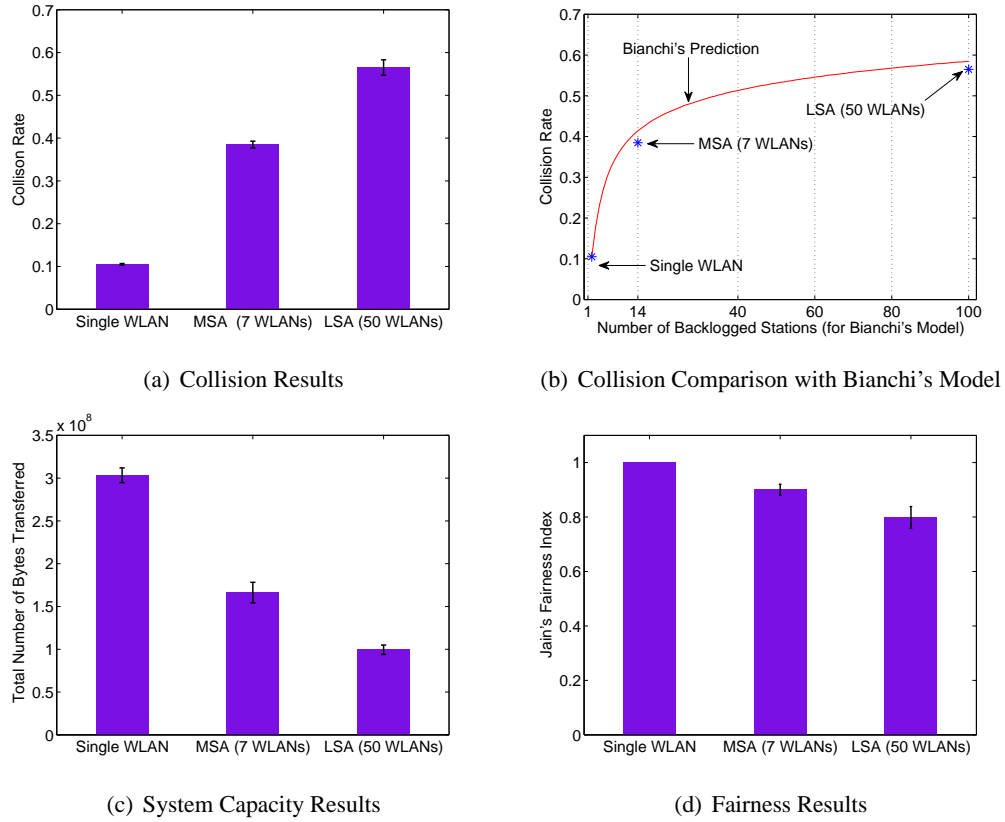 0.7
0.6
0.5
0.4
0.3
0.2
0.1
0
Collison Rate
Single WLAN
MSA (7 WLANs)
LSA (50 WLANs)
(a) Collision Results
0.7
0.6
0.5
0.4
0.3
0.2
0.1
0
Collision Rate
Bianchi's Prediction
LSA (50 WLANs)
MSA (7 WLANs)
Single WLAN
1
14
40
60
80
100
Number of Backlogged Stations (for Bianchi's Model)
(b) Collision Comparison with Bianchi's Model
x 10^8
3.5
3
2.5
2
1.5
1
0.5
0
Total Number of Bytes Transferred
Single WLAN
MSA (7 WLANs)
LSA (50 WLANs)
(c) System Capacity Results
1
0.8
0.6
0.4
0.2
0
Jain's Fairness Index
Single WLAN
MSA (7 WLANs)
LSA (50 WLANs)
(d) Fairness Results